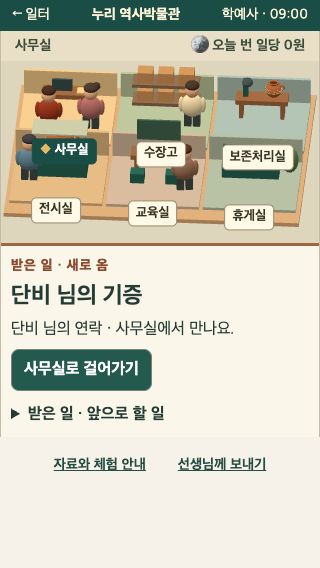 ← 일터 누리 역사박물관 학예사 · 09:00
사무실 오늘 번 일당 0원
◆ 사무실
수장고
보존처리실
전시실
교육실
휴게실
받은 일 · 새로 옴
단비 님의 기증
단비 님의 연락 · 사무실에서 만나요.
사무실로 걸어가기
▶ 받은 일 · 앞으로 할 일
자료와 체험 안내 선생님께 보내기